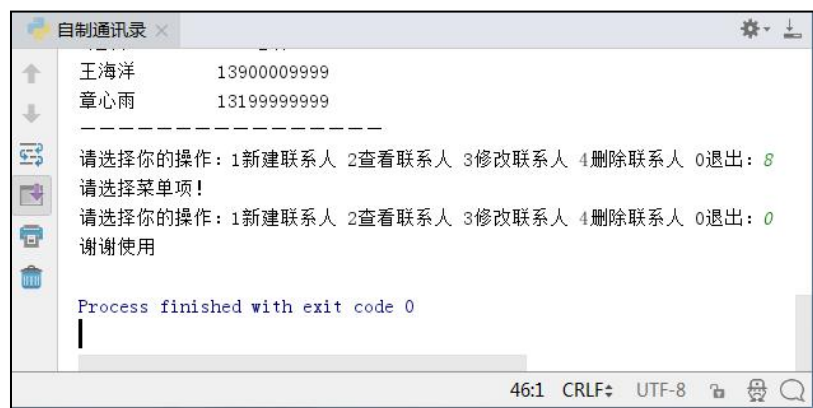 自制通讯录
王海洋 13900009999
章心雨 13199999999
－－－－－－－－－－－－－－－－
请选择你的操作：1新建联系人 2查看联系人 3修改联系人 4删除联系人 0退出：8
请选择菜单项！
请选择你的操作：1新建联系人 2查看联系人 3修改联系人 4删除联系人 0退出：0
谢谢使用
Process finished with exit code 0
46:1 CRLF UTF-8